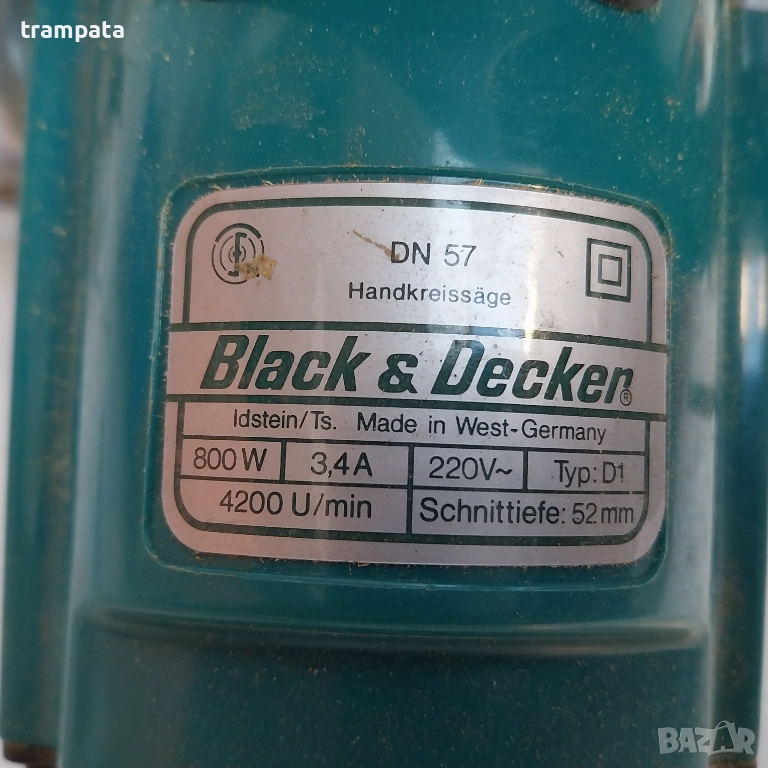 trampata
DN 57
Handkreissäge
Black & Decker®
Idstein/Ts. Made in West-Germany
800 W 3,4 A 220V~ Typ: D1
4200 U/min Schnittiefe: 52 mm
BAZAR